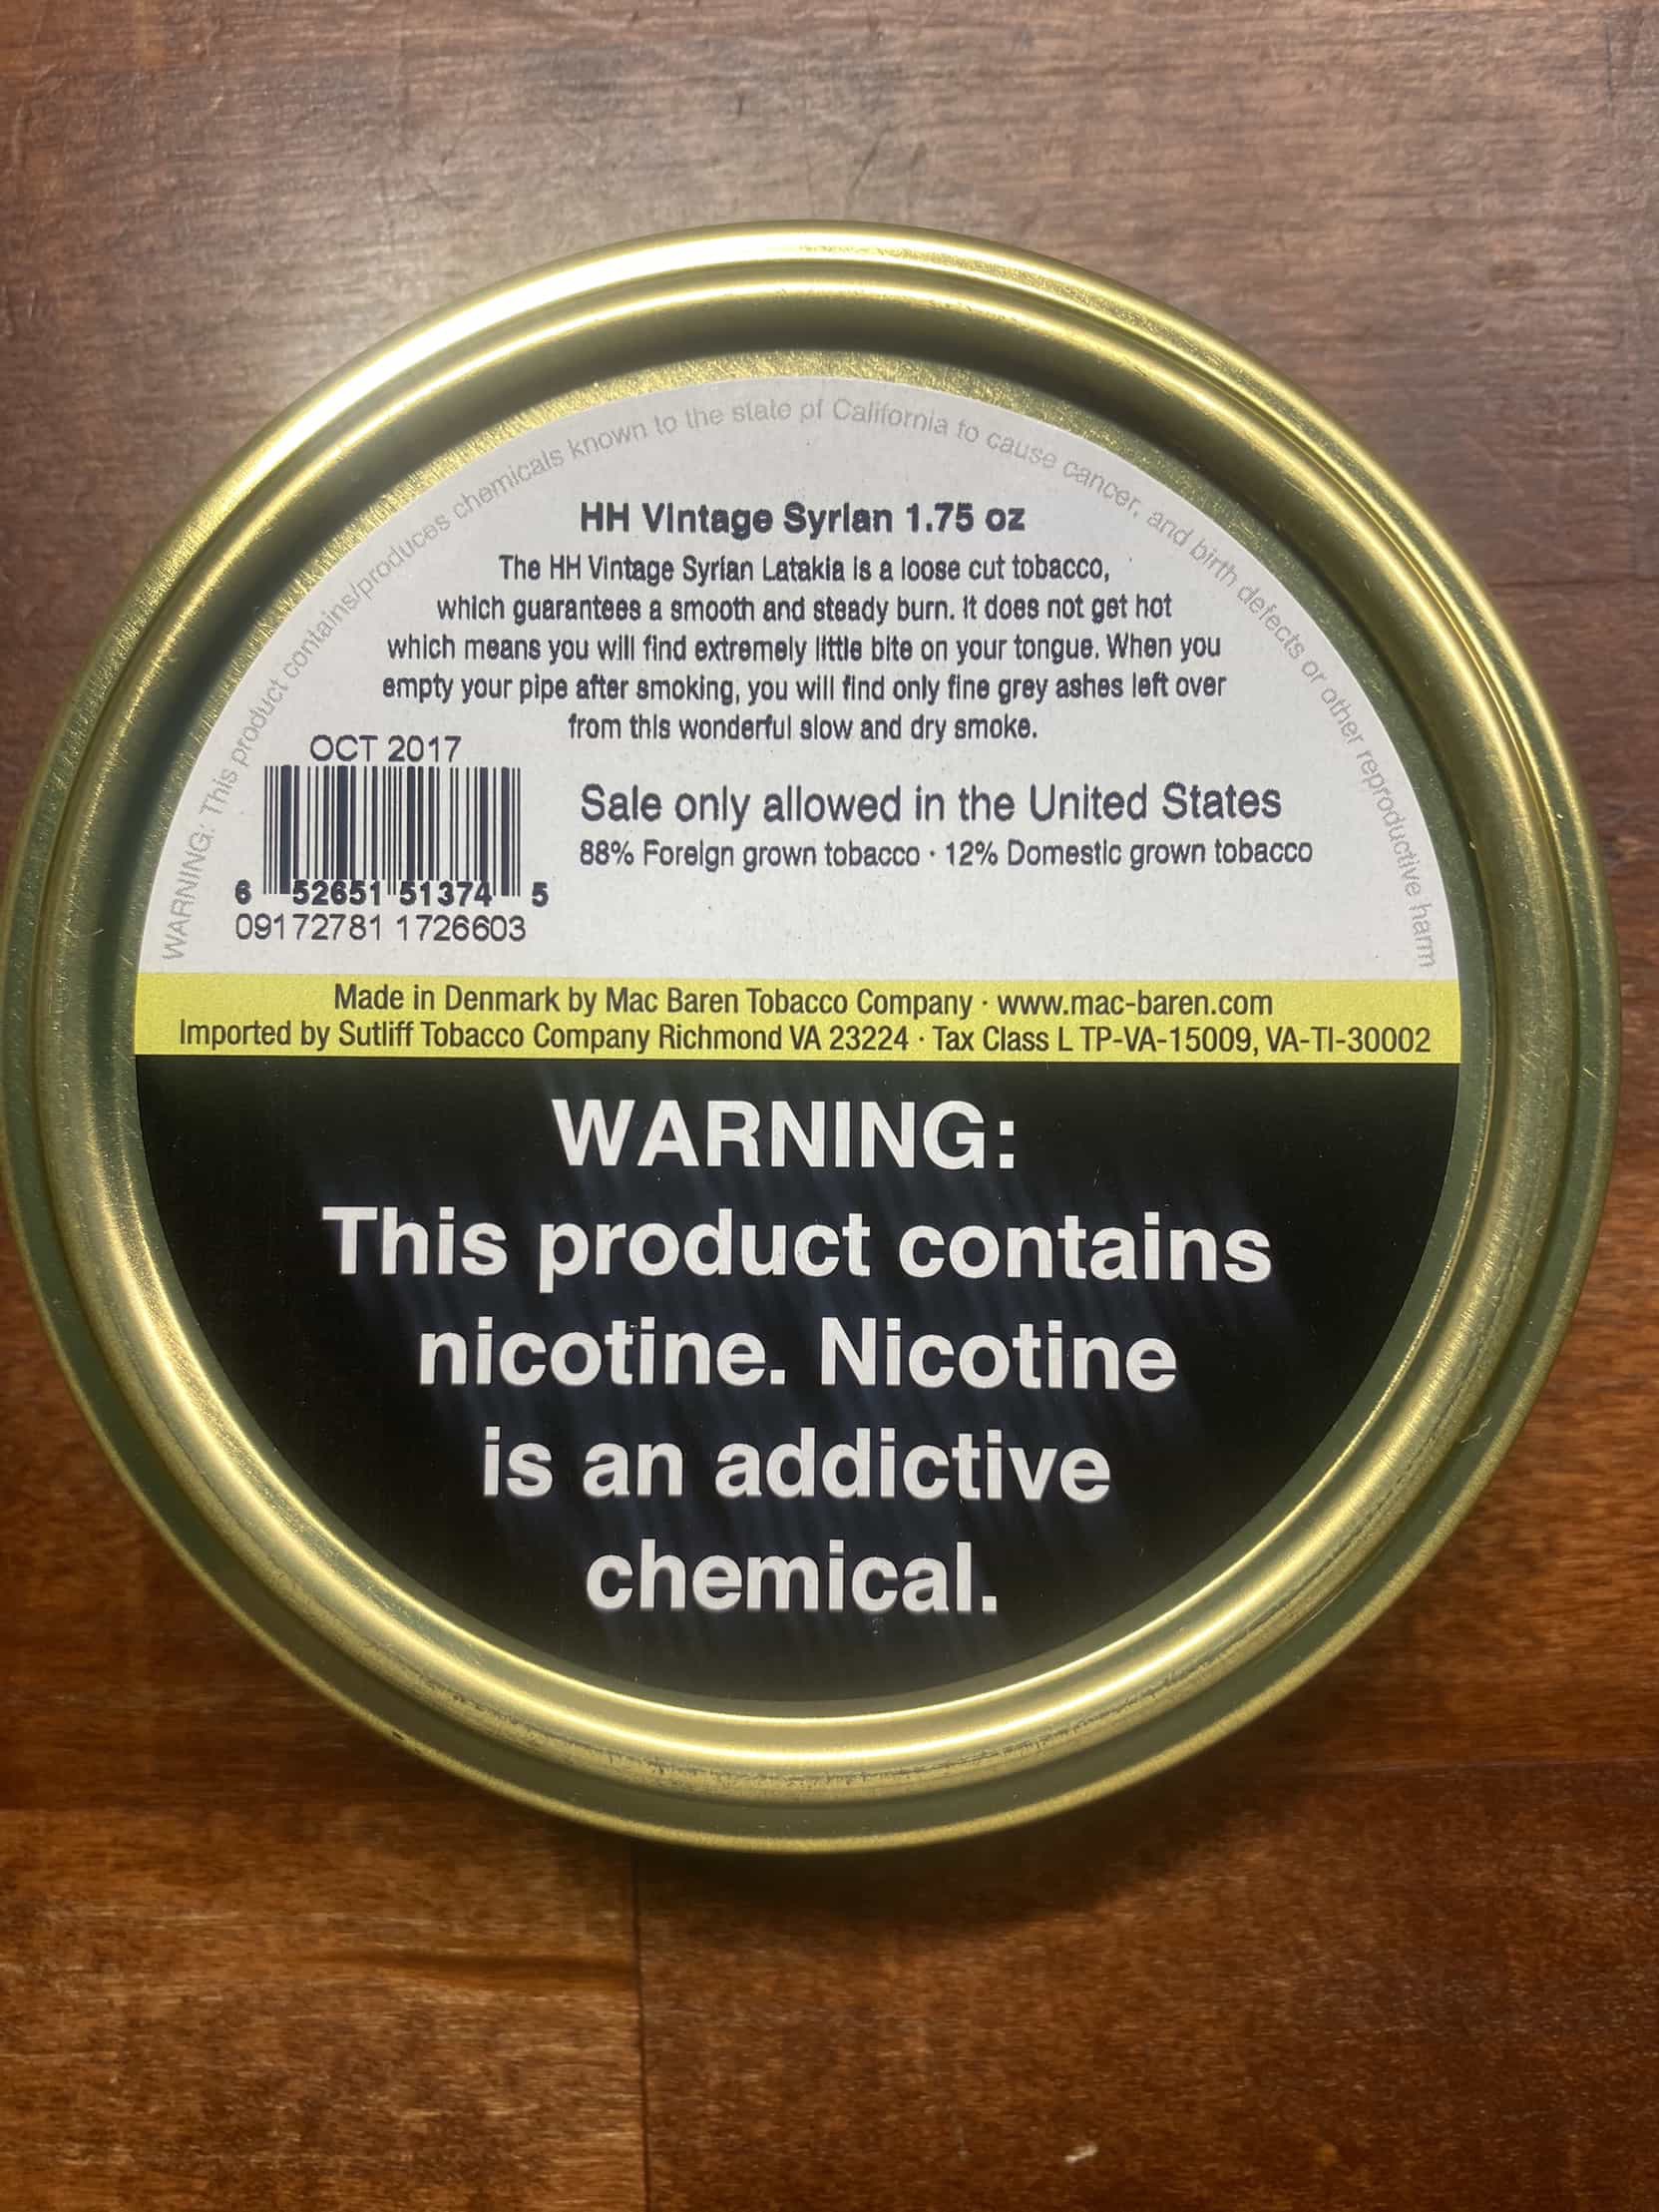 WARNING: This product contains/produces chemicals known to the state of California to cause cancer, and birth defects or other reproductive harm
HH Vintage Syrian 1.75 oz
The HH Vintage Syrian Latakia is a loose cut tobacco,
which guarantees a smooth and steady burn. It does not get hot
which means you will find extremely little bite on your tongue. When you
empty your pipe after smoking, you will find only fine grey ashes left over
from this wonderful slow and dry smoke.
OCT 2017
6 52651 51374 5
09172781 1726603
Sale only allowed in the United States
88% Foreign grown tobacco · 12% Domestic grown tobacco
Made in Denmark by Mac Baren Tobacco Company · www.mac-baren.com
Imported by Sutliff Tobacco Company Richmond VA 23224 · Tax Class L TP-VA-15009, VA-TI-30002
WARNING:
This product contains
nicotine. Nicotine
is an addictive
chemical.